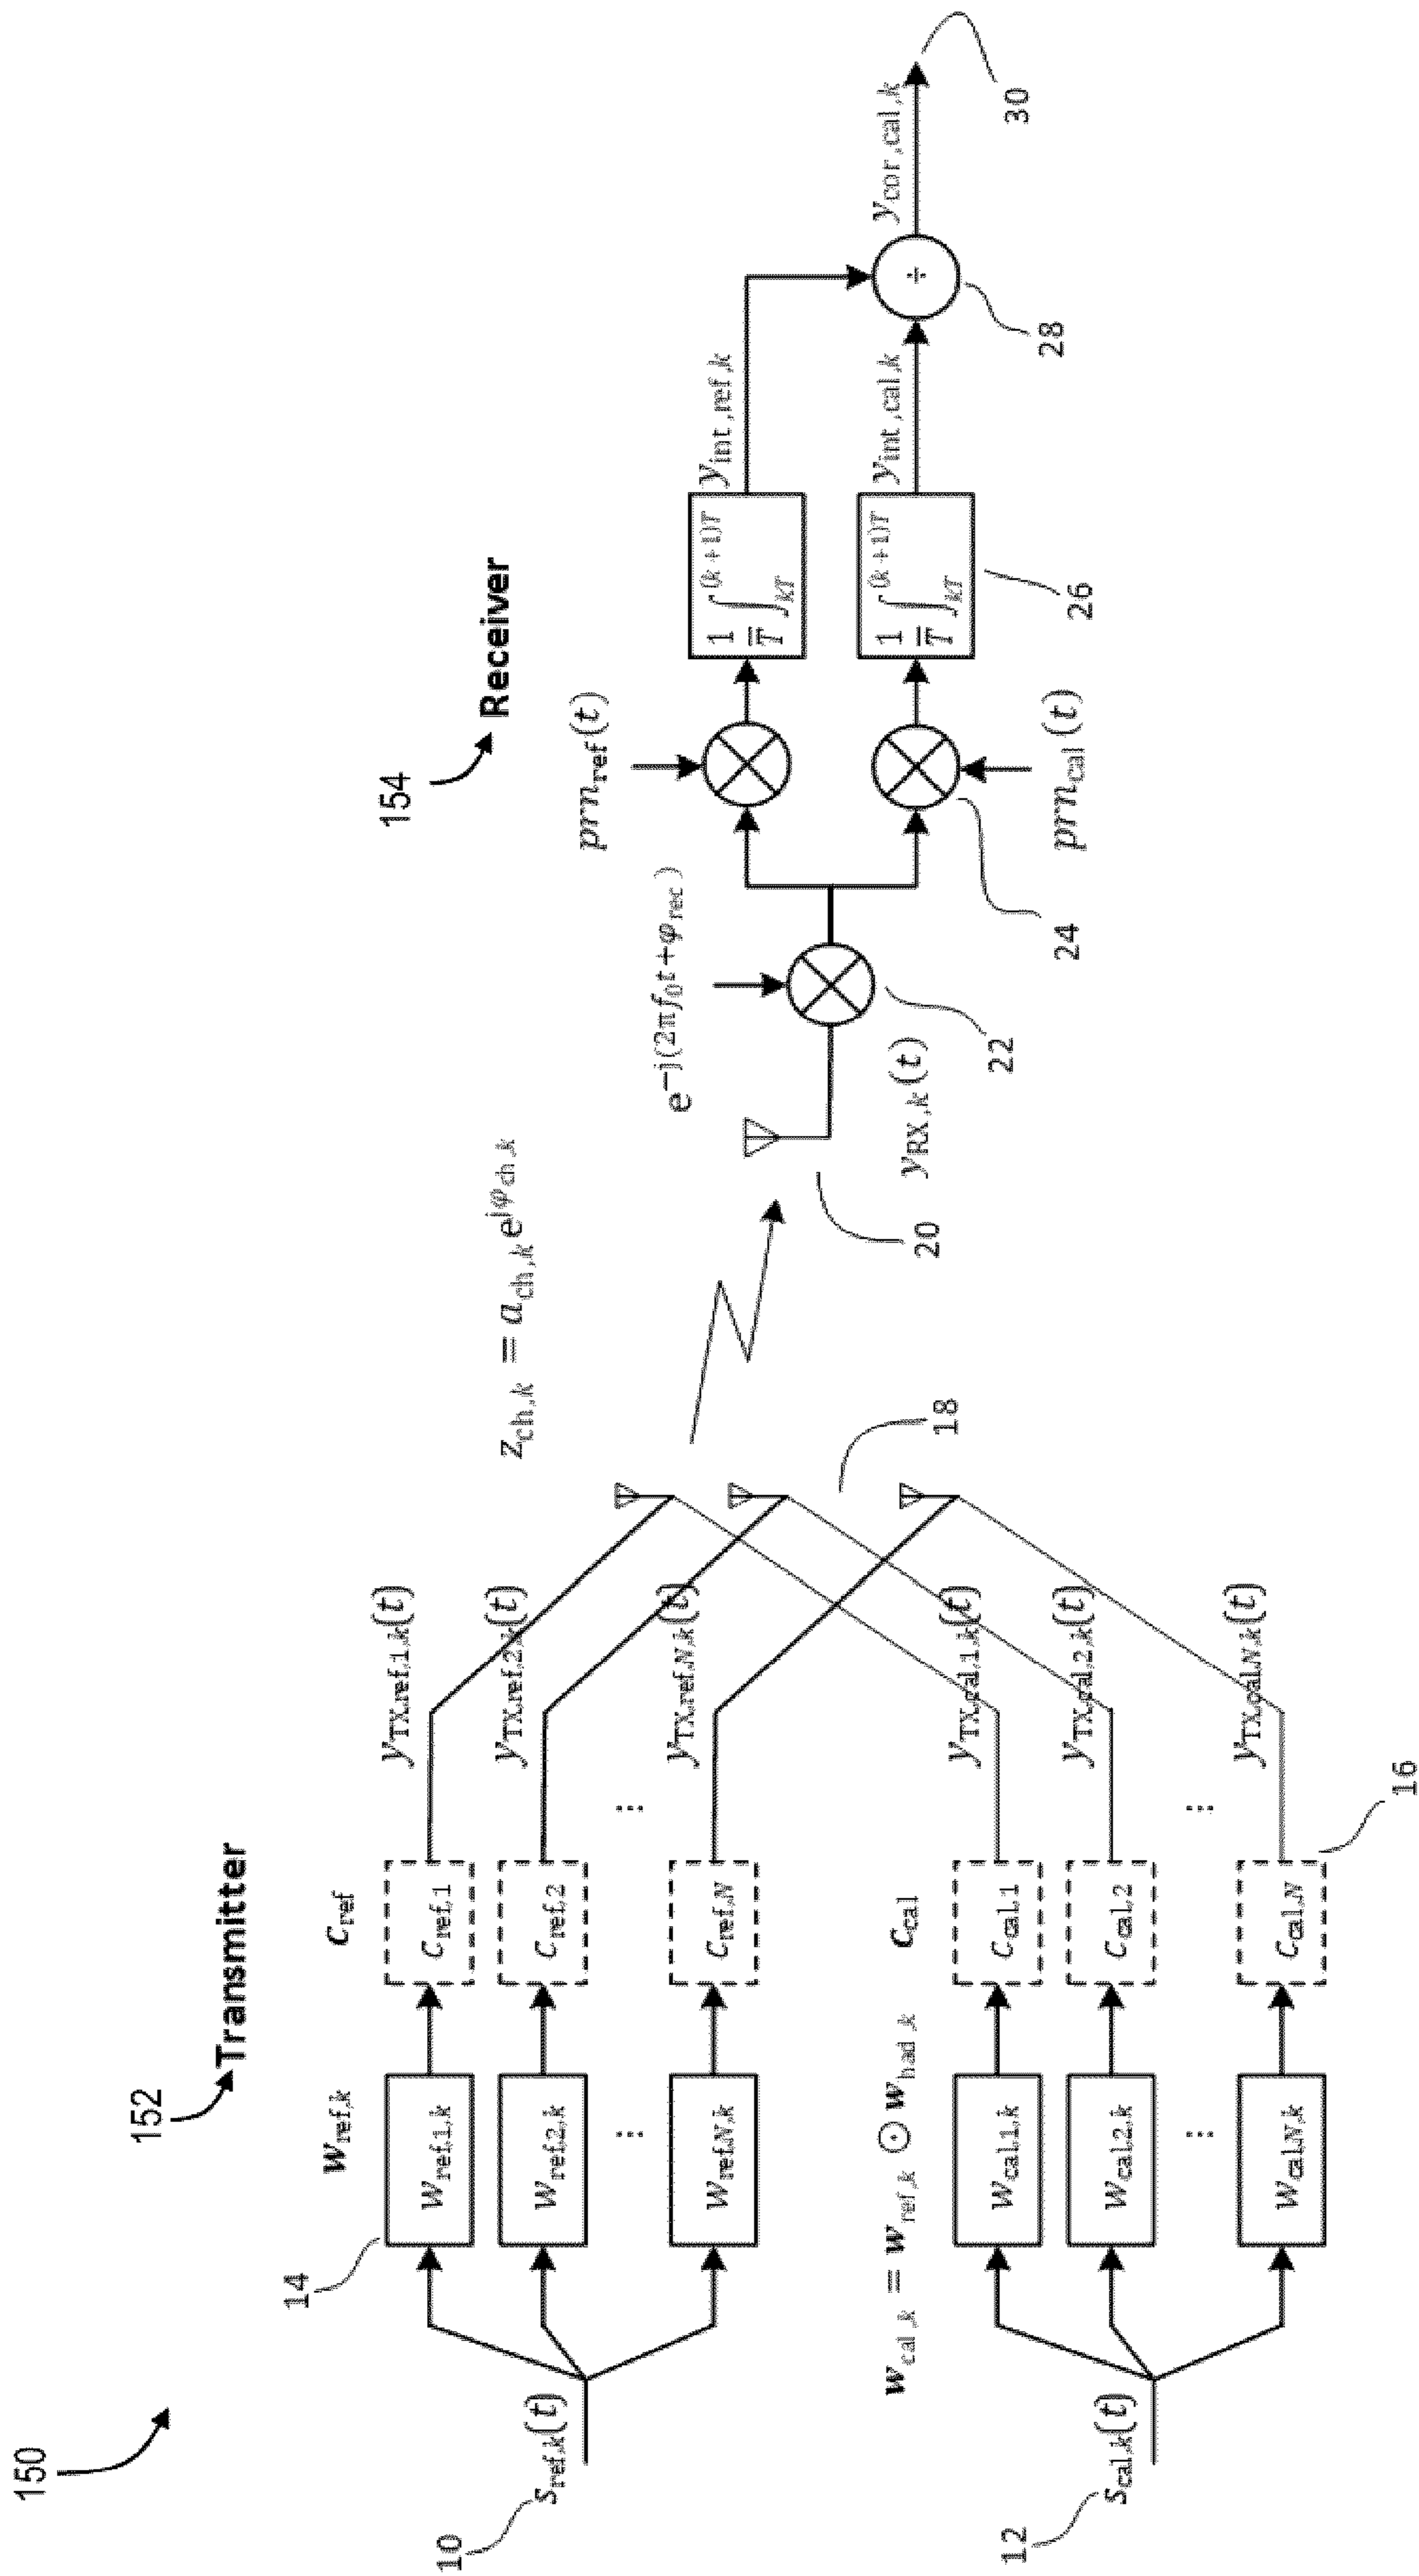 150
152
Transmitter
154
Receiver
10
s_ref,k(t)
14
w_ref,k
w_ref,1,k
w_ref,2,k
⋮
w_ref,N,k
c_ref
c_ref,1
c_ref,2
c_ref,N
⋮
y_TX,ref,1,k(t)
y_TX,ref,2,k(t)
y_TX,ref,N,k(t)
12
s_cal,k(t)
w_cal,k = w_ref,k ⊙ w_had,k
w_cal,1,k
w_cal,2,k
⋮
w_cal,N,k
c_cal
c_cal,1
c_cal,2
c_cal,N
16
⋮
y_TX,cal,1,k(t)
y_TX,cal,2,k(t)
y_TX,cal,N,k(t)
18
z_ch,k = a_ch,k e^jφ_ch,k
20
y_RX,k(t)
e^−j(2πf_0t+φ_rec)
22
prn_ref(t)
24
prn_cal(t)
1/T ∫_kT^(k+1)T
1/T ∫_kT^(k+1)T
26
y_int,ref,k
y_int,cal,k
÷
28
y_cor,cal,k
30